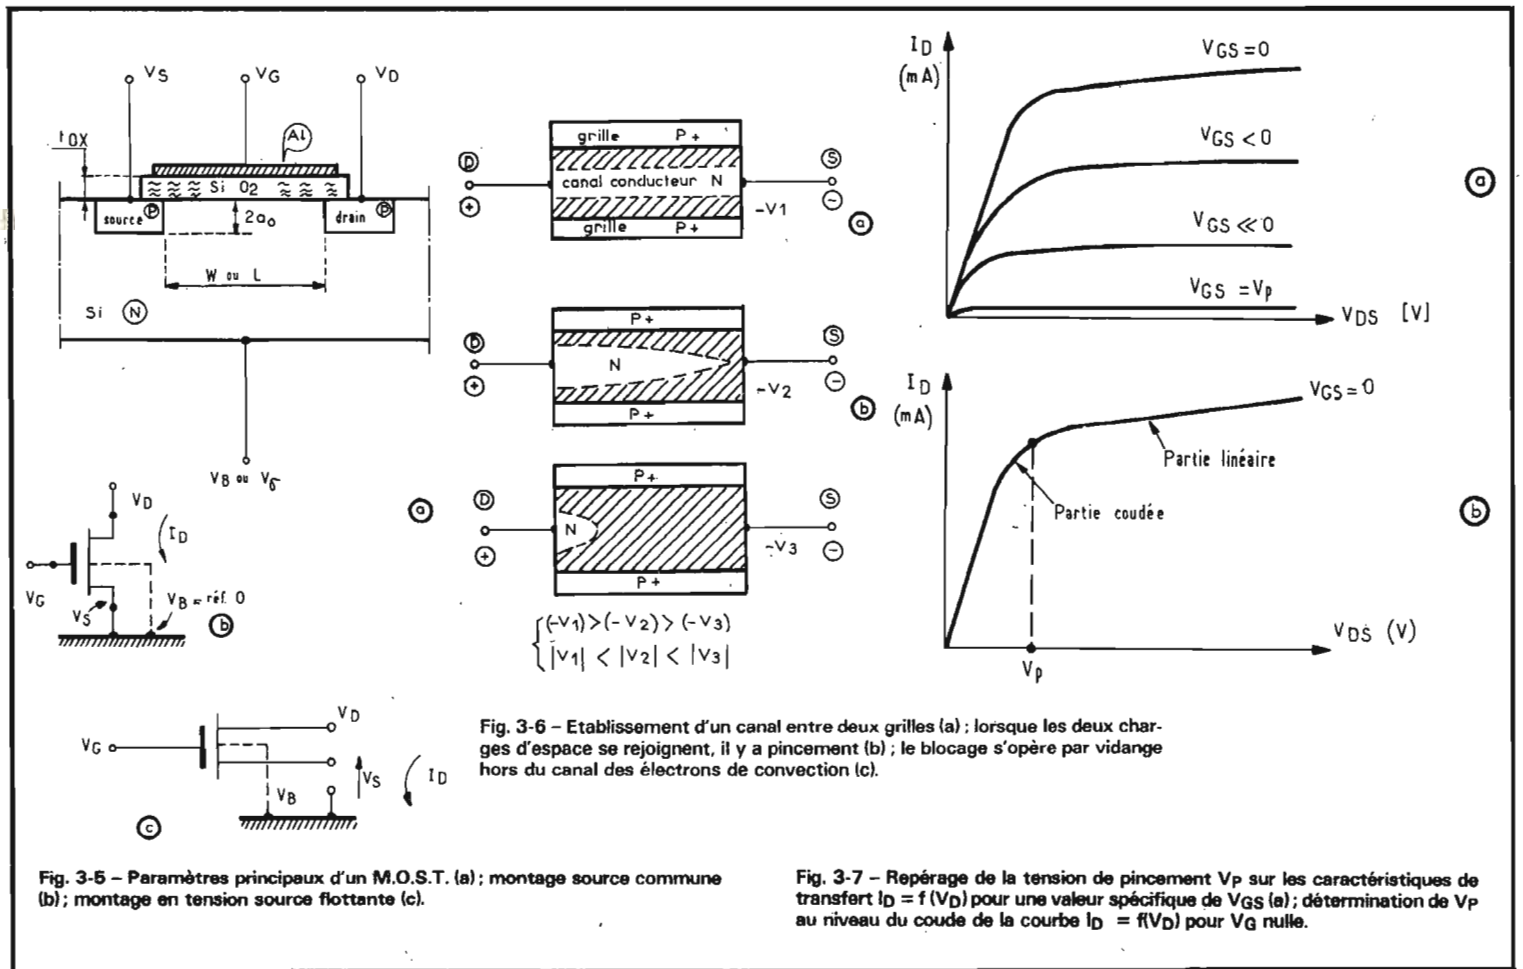 VS
VG
VD
tox
Al
Si O2
source
P
2a₀
drain
P
W ou L
Si N
VB ou Vδ
a
VD
ID
VG
VS
VB = réf. 0
b
VD
VG
VS
ID
VB
c
Fig. 3-5 – Paramètres principaux d'un M.O.S.T. (a) ; montage source commune
(b) ; montage en tension source flottante (c).
grille P+
D
S
canal conducteur N
+
−
-V1
grille P+
a
P+
D
S
N
+
−
-V2
P+
b
P+
D
S
N
+
−
-V3
P+
(-V1) > (-V2) > (-V3)
|V1| < |V2| < |V3|
Fig. 3-6 – Etablissement d'un canal entre deux grilles (a) ; lorsque les deux char-
ges d'espace se rejoignent, il y a pincement (b) ; le blocage s'opère par vidange
hors du canal des électrons de convection (c).
ID
(mA)
VGS = 0
VGS < 0
VGS ≪ 0
VGS = Vp
VDS [V]
a
ID
(mA)
VGS = 0
Partie linéaire
Partie coudée
b
VDS (V)
Vp
Fig. 3-7 – Repérage de la tension de pincement VP sur les caractéristiques de
transfert ID = f (VD) pour une valeur spécifique de VGS (a) ; détermination de VP
au niveau du coude de la courbe ID = f(VD) pour VG nulle.